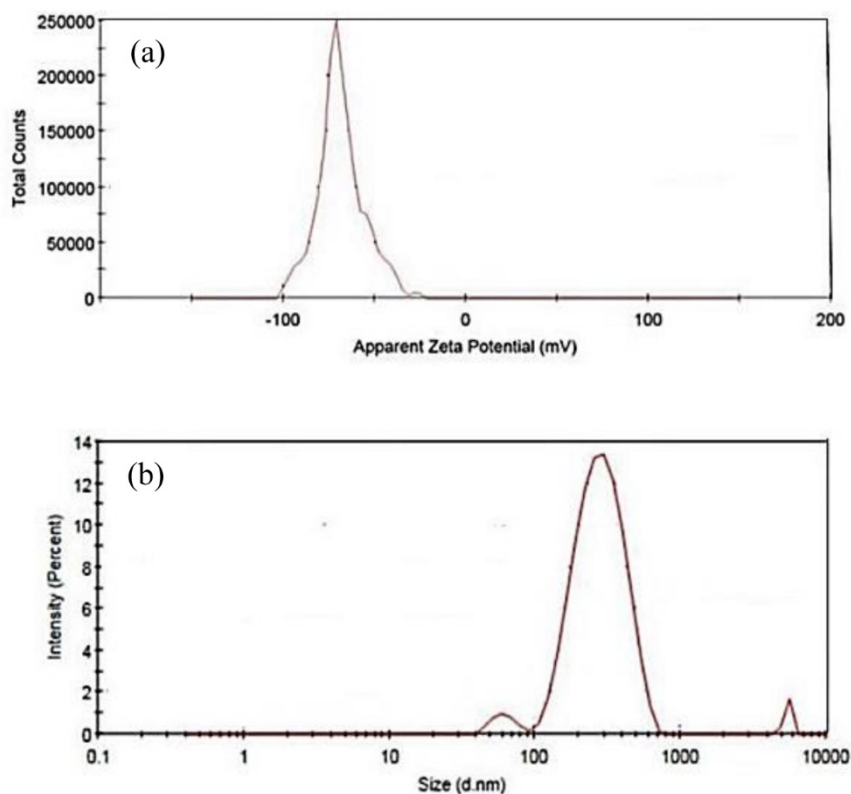 (a)
Total Counts
250000
200000
150000
100000
50000
0
-100 0 100 200
Apparent Zeta Potential (mV)
(b)
Intensity (Percent)
14
12
10
8
6
4
2
0
0.1 1 10 100 1000 10000
Size (d.nm)